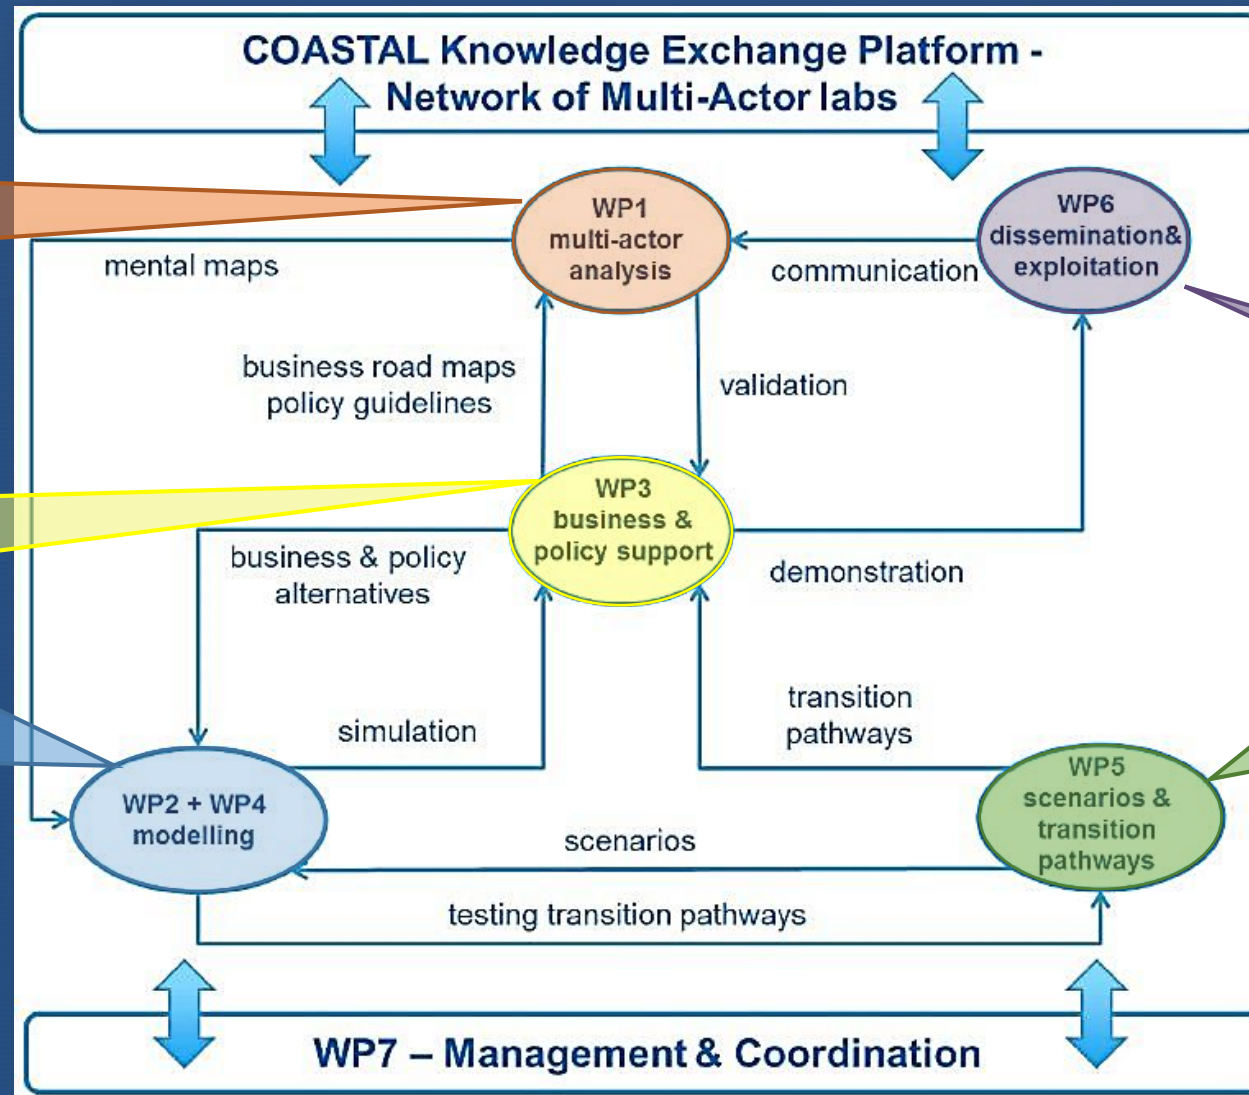 COASTAL Knowledge Exchange Platform -
Network of Multi-Actor labs
WP1
multi-actor
analysis
WP6
dissemination&
exploitation
mental maps
communication
business road maps
policy guidelines
validation
WP3
business &
policy support
business & policy
alternatives
demonstration
transition
pathways
simulation
WP2 + WP4
modelling
WP5
scenarios &
transition
pathways
scenarios
testing transition pathways
WP7 – Management & Coordination